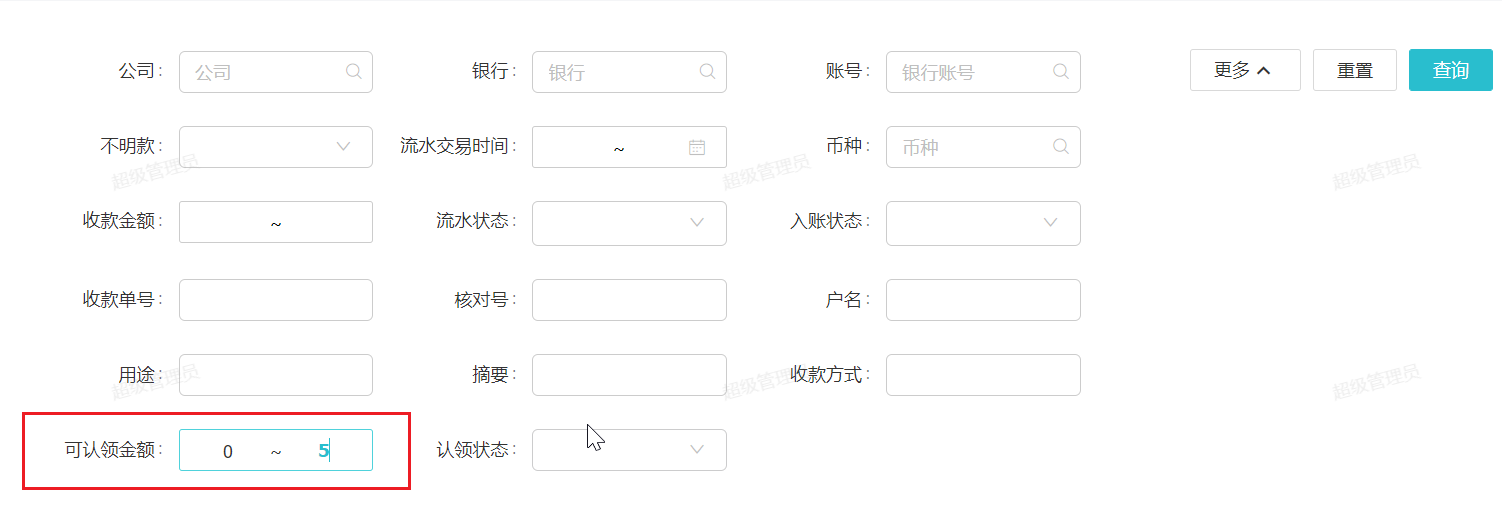 公司: 公司 银行: 银行 账号: 银行账号 更多 重置 查询
不明款: 流水交易时间: ~ 币种: 币种
超级管理员 超级管理员 超级管理员
收款金额: ~ 流水状态: 入账状态:
收款单号: 核对号: 户名:
用途: 摘要: 收款方式:
超级管理员 超级管理员 超级管理员
可认领金额: 0 ~ 5 认领状态: